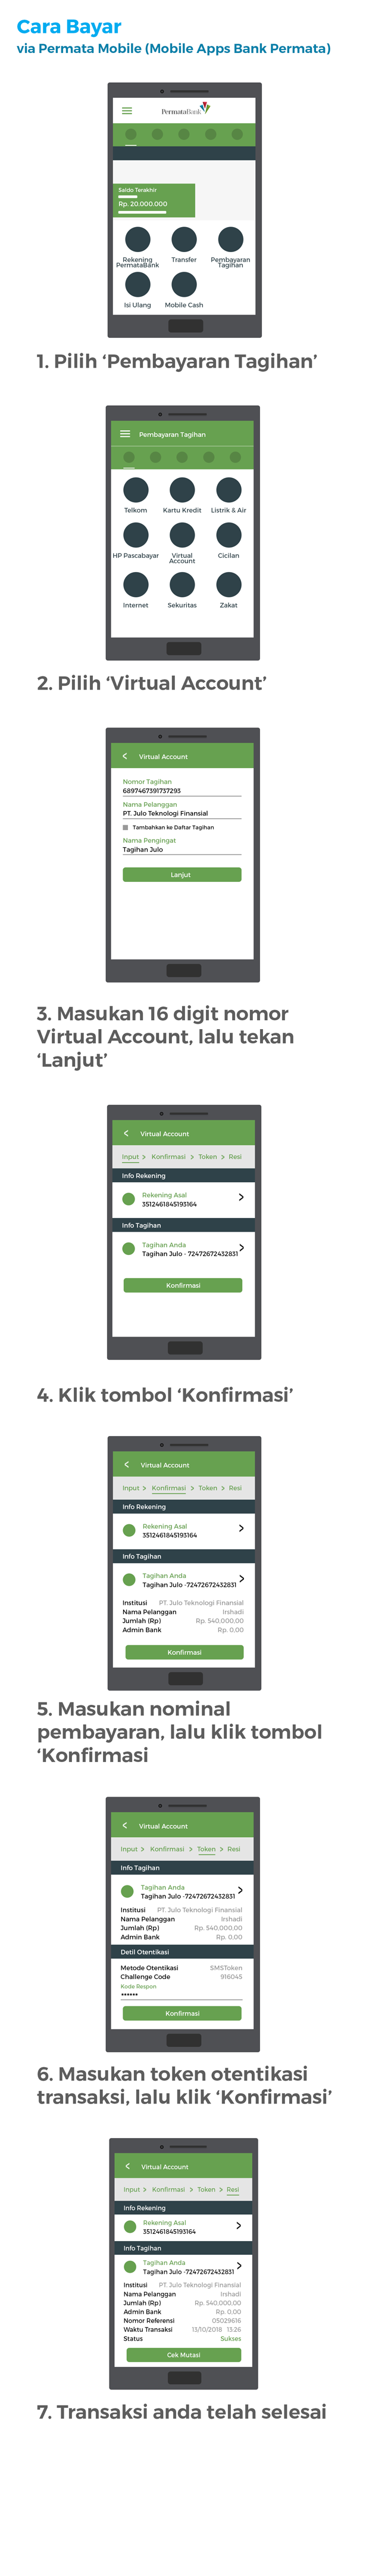 Cara Bayar
via Permata Mobile (Mobile Apps Bank Permata)
PermataBank
Saldo Terakhir
Rp. 20.000.000
Rekening PermataBank
Transfer
Pembayaran Tagihan
Isi Ulang
Mobile Cash
1. Pilih ‘Pembayaran Tagihan’
Pembayaran Tagihan
Telkom
Kartu Kredit
Listrik & Air
HP Pascabayar
Virtual Account
Cicilan
Internet
Sekuritas
Zakat
2. Pilih ‘Virtual Account’
Virtual Account
Nomor Tagihan
6897467391737293
Nama Pelanggan
PT. Julo Teknologi Finansial
Tambahkan ke Daftar Tagihan
Nama Pengingat
Tagihan Julo
Lanjut
3. Masukan 16 digit nomor
Virtual Account, lalu tekan
‘Lanjut’
Virtual Account
Input > Konfirmasi > Token > Resi
Info Rekening
Rekening Asal
3512461845193164
Info Tagihan
Tagihan Anda
Tagihan Julo - 72472672432831
Konfirmasi
4. Klik tombol ‘Konfirmasi’
Virtual Account
Input > Konfirmasi > Token > Resi
Info Rekening
Rekening Asal
3512461845193164
Info Tagihan
Tagihan Anda
Tagihan Julo -72472672432831
Institusi PT. Julo Teknologi Finansial
Nama Pelanggan Irshadi
Jumlah (Rp) Rp. 540.000,00
Admin Bank Rp. 0,00
Konfirmasi
5. Masukan nominal
pembayaran, lalu klik tombol
‘Konfirmasi
Virtual Account
Input > Konfirmasi > Token > Resi
Info Tagihan
Tagihan Anda
Tagihan Julo -72472672432831
Institusi PT. Julo Teknologi Finansial
Nama Pelanggan Irshadi
Jumlah (Rp) Rp. 540.000,00
Admin Bank Rp. 0,00
Detil Otentikasi
Metode Otentikasi SMSToken
Challenge Code 916045
Kode Respon
••••••
Konfirmasi
6. Masukan token otentikasi
transaksi, lalu klik ‘Konfirmasi’
Virtual Account
Input > Konfirmasi > Token > Resi
Info Rekening
Rekening Asal
3512461845193164
Info Tagihan
Tagihan Anda
Tagihan Julo -72472672432831
Institusi PT. Julo Teknologi Finansial
Nama Pelanggan Irshadi
Jumlah (Rp) Rp. 540.000,00
Admin Bank Rp. 0,00
Nomor Referensi 05029616
Waktu Transaksi 13/10/2018 13:26
Status Sukses
Cek Mutasi
7. Transaksi anda telah selesai